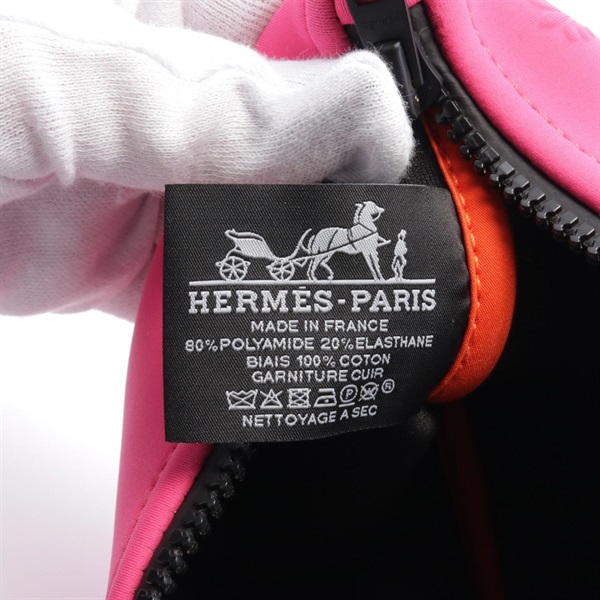 HERMÈS-PARIS
MADE IN FRANCE
80% POLYAMIDE 20% ELASTHANE
BIAIS 100% COTON
GARNITURE CUIR
®
NETTOYAGE A SEC